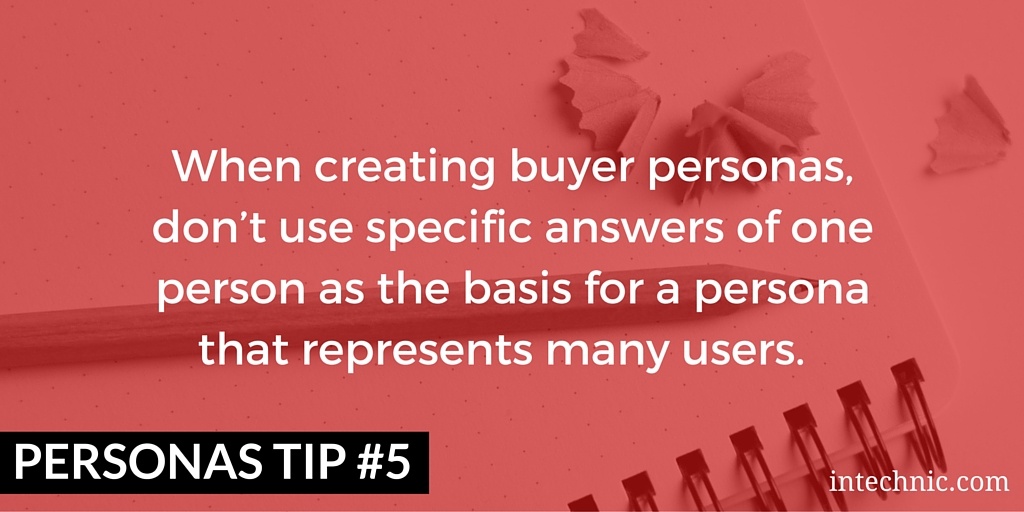 When creating buyer personas,
don’t use specific answers of one
person as the basis for a persona
that represents many users.
PERSONAS TIP #5
intechnic.com